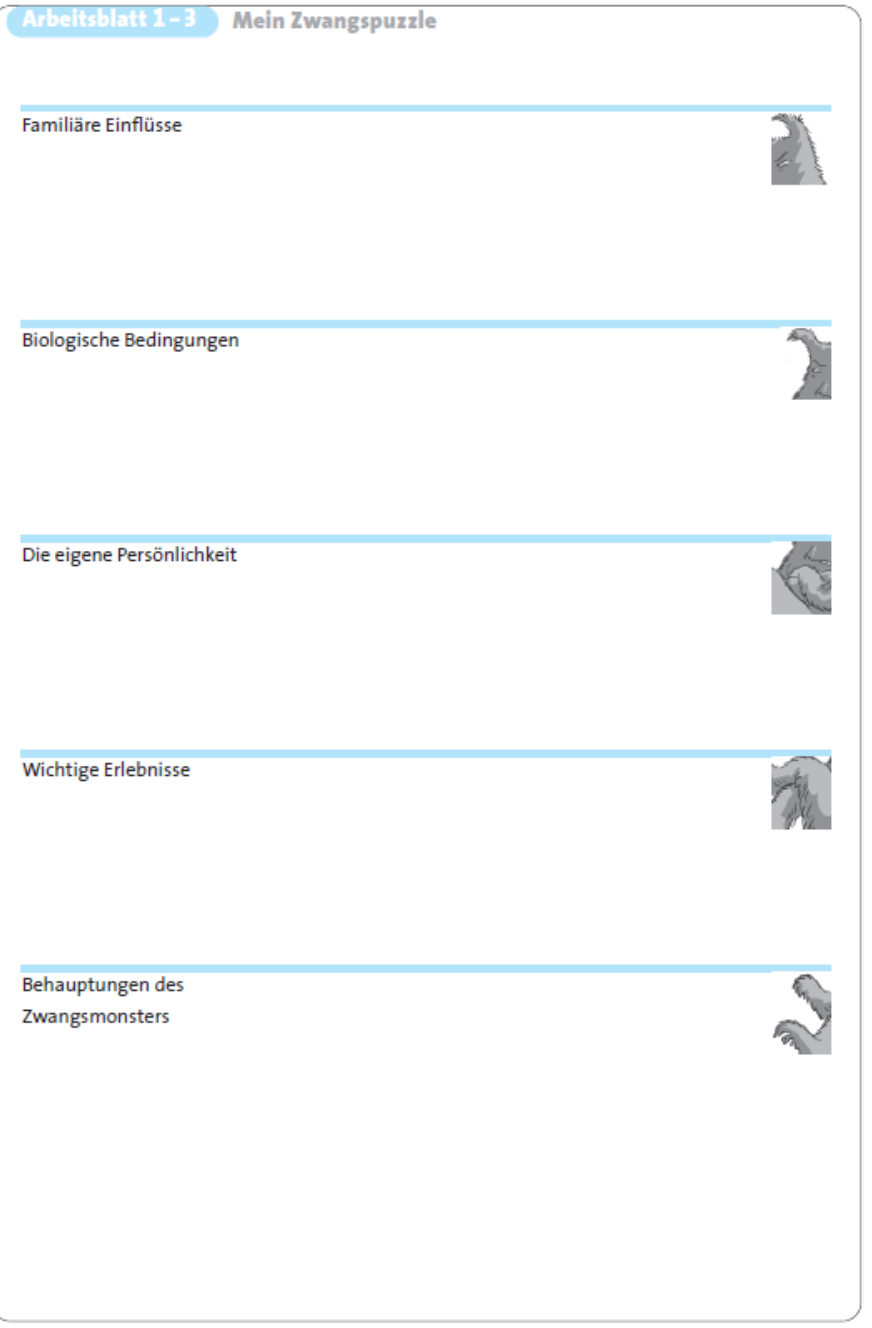 Arbeitsblatt 1 – 3 Mein Zwangspuzzle
Familiäre Einflüsse
Biologische Bedingungen
Die eigene Persönlichkeit
Wichtige Erlebnisse
Behauptungen des
Zwangsmonsters